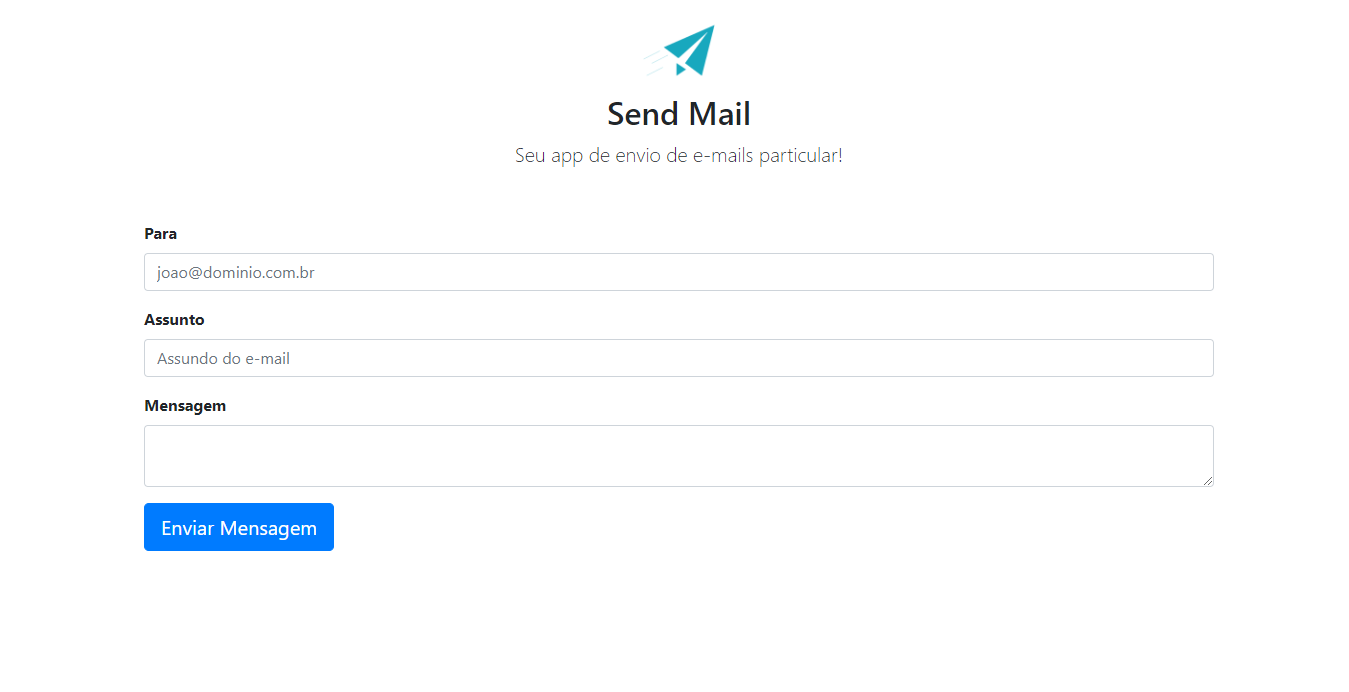 Send Mail
Seu app de envio de e-mails particular!
Para
joao@dominio.com.br
Assunto
Assundo do e-mail
Mensagem
Enviar Mensagem